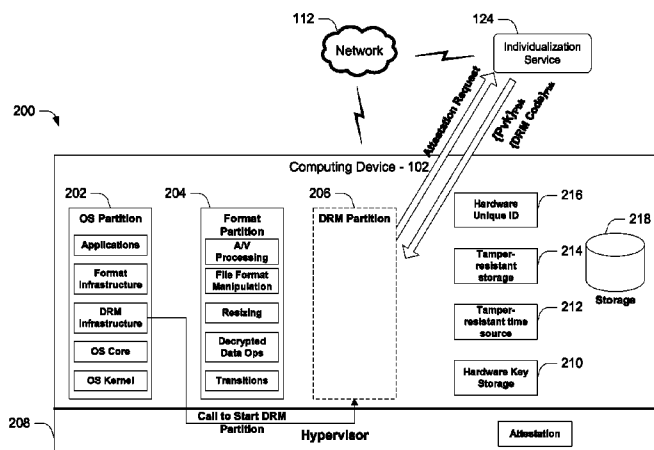 112
Network
124
Individualization
Service
200
Attestation Request
{Pvk}PSK
{DRM Code}PSK
Computing Device - 102
202
OS Partition
Applications
Format
Infrastructure
DRM
Infrastructure
OS Core
OS Kernel
204
Format
Partition
A/V
Processing
File Format
Manipulation
Resizing
Decrypted
Data Ops
Transitions
206
DRM Partition
Hardware
Unique ID
216
Tamper-
resistant
storage
214
Tamper-
resistant time
source
212
Hardware Key
Storage
210
218
Storage
208
Call to Start DRM
Partition
Hypervisor
Attestation